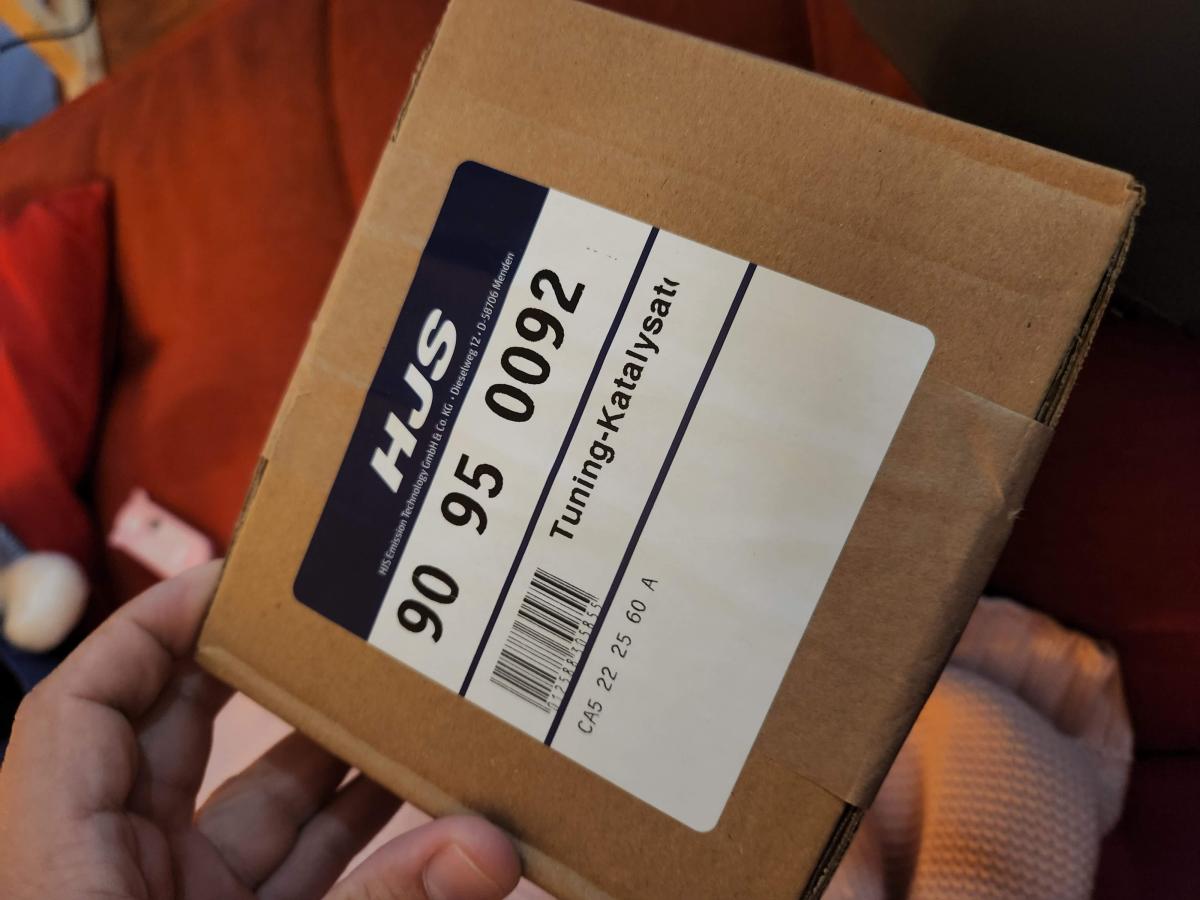 HJS
HJS Emission Technology GmbH & Co. KG • Dieselweg 12 • D-58706 Menden
90 95 0092
Tuning-Katalysat
CA5 22 25 60 A